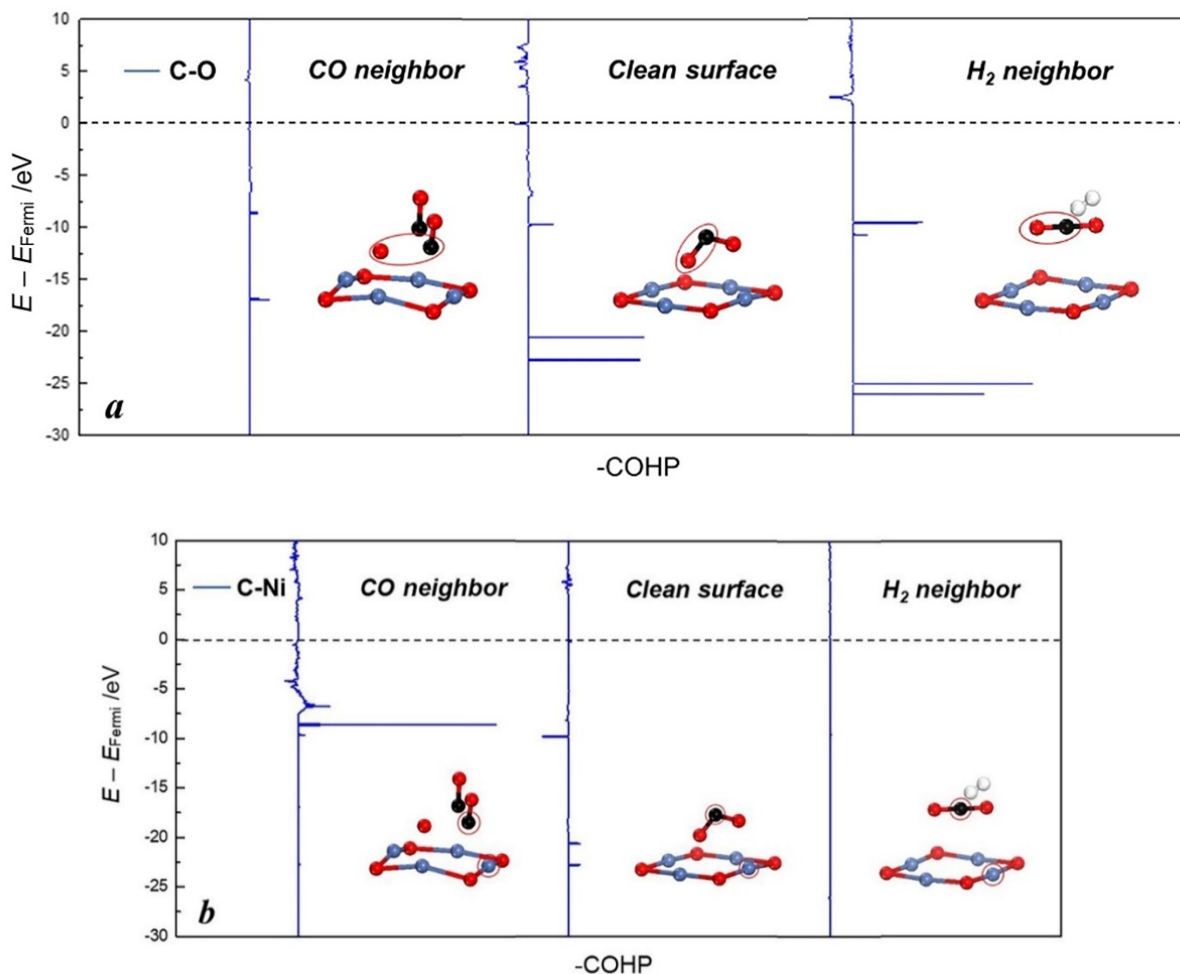 10
C-O CO neighbor Clean surface H2 neighbor
5
0
-5
-10
-15
-20
-25
-30
E – EFermi /eV
a
-COHP
10
C-Ni CO neighbor Clean surface H2 neighbor
5
0
-5
-10
-15
-20
-25
-30
E – EFermi /eV
b
-COHP